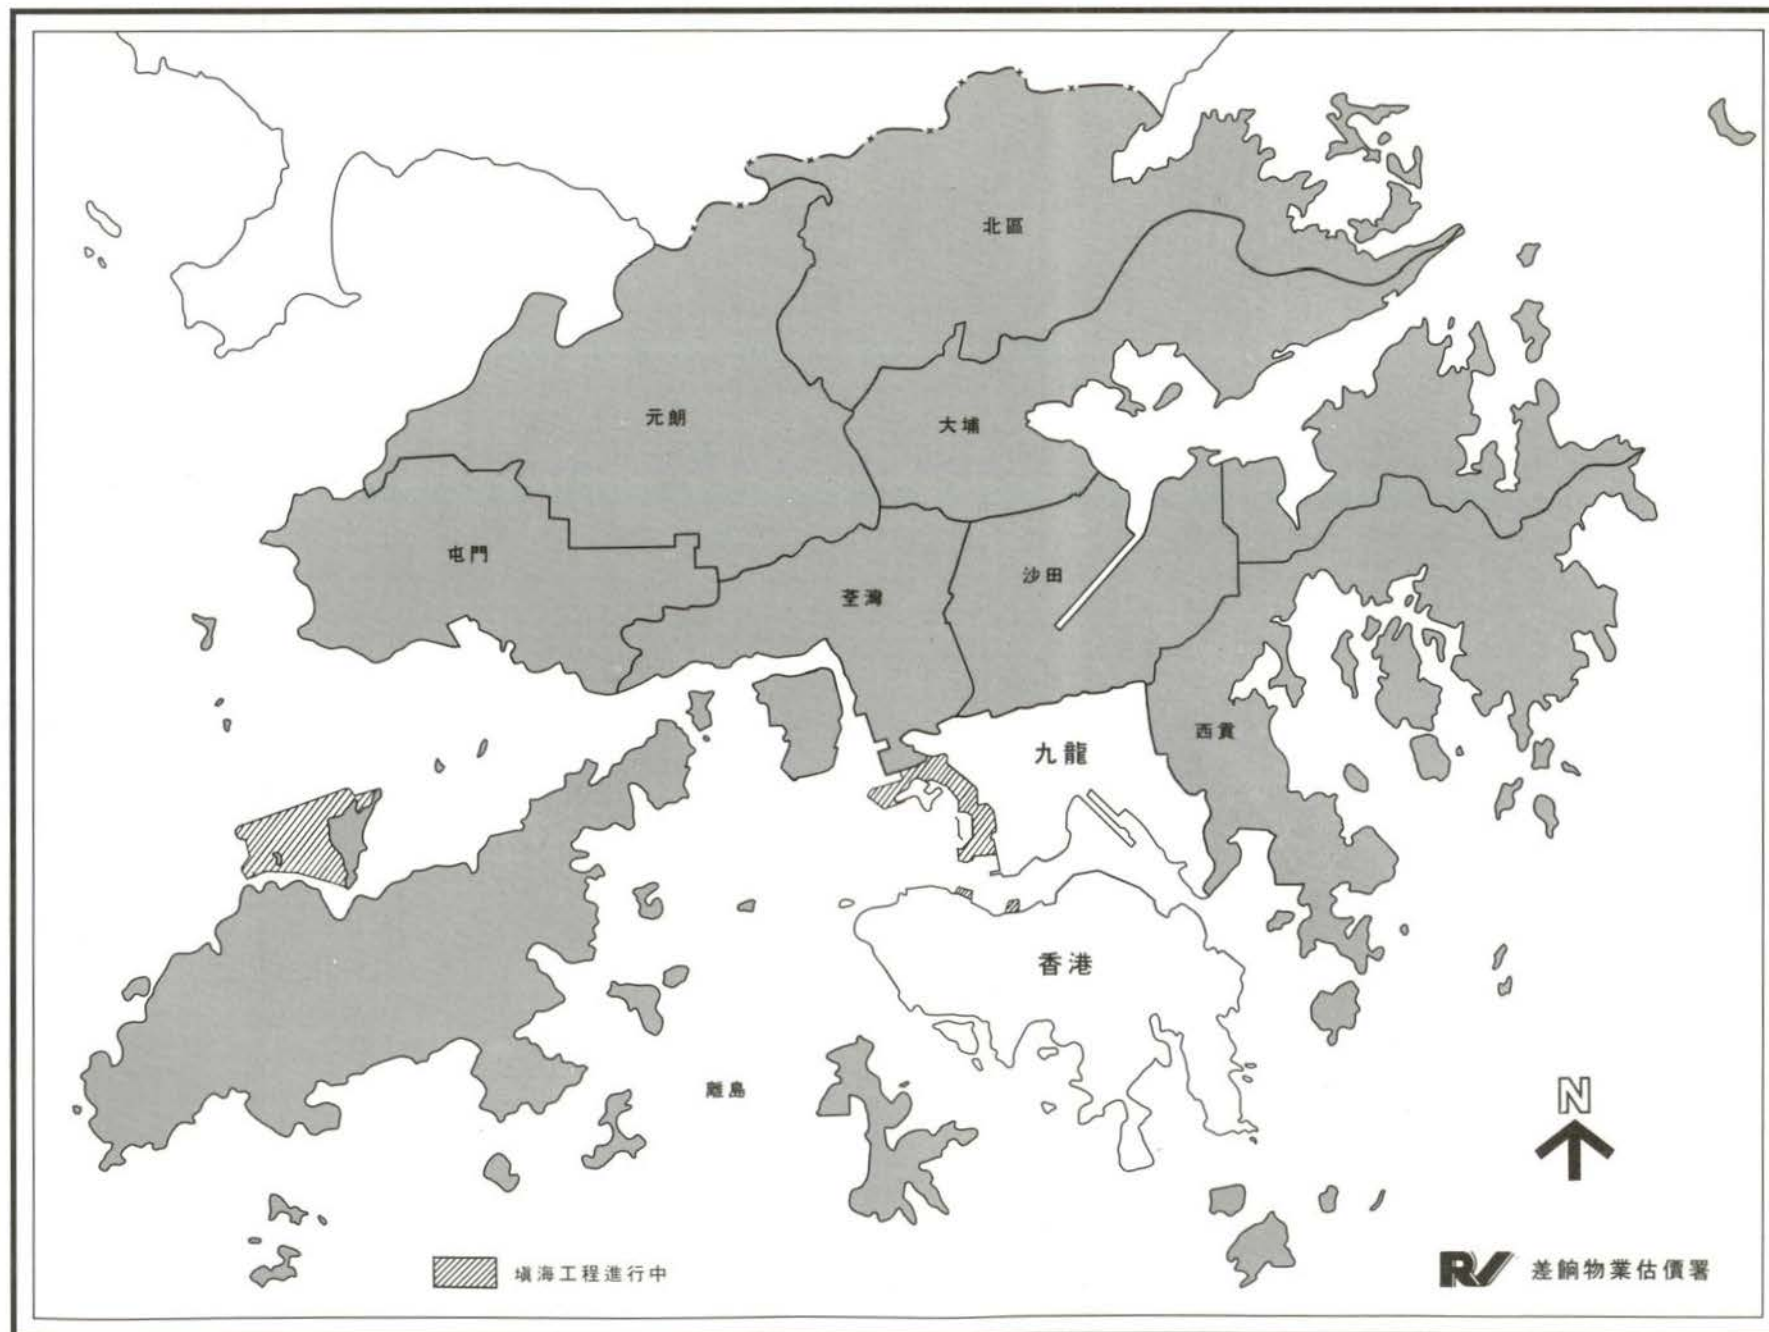 北區
元朗
大埔
屯門
荃灣
沙田
西貢
九龍
香港
離島
N
塡海工程進行中
RV 差餉物業估價署